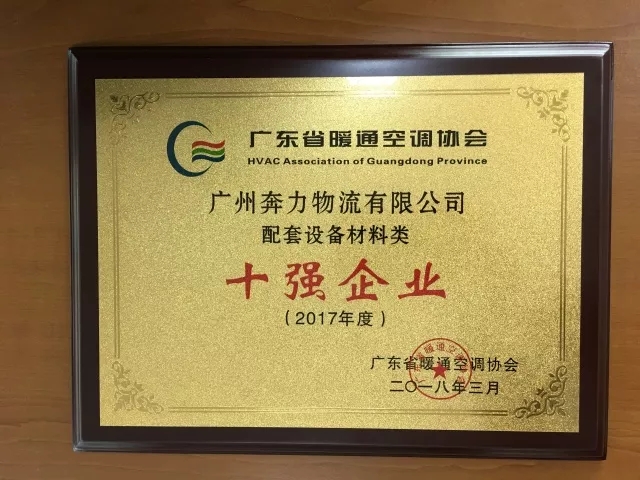 广东省暖通空调协会
HVAC Association of Guangdong Province
广州奔力物流有限公司
配套设备材料类
十强企业
（2017年度）
广东省暖通空调协会
二〇一八年三月